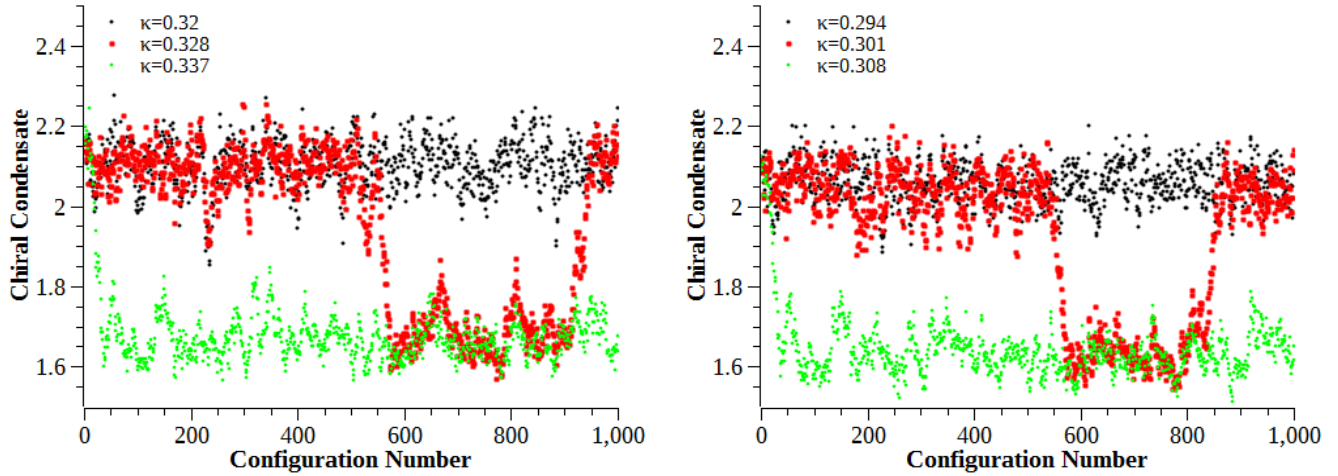 κ=0.32
κ=0.328
κ=0.337
2.4
2.2
2
1.8
1.6
Chiral Condensate
0 200 400 600 800 1,000
Configuration Number
κ=0.294
κ=0.301
κ=0.308
2.4
2.2
2
1.8
1.6
Chiral Condensate
0 200 400 600 800 1,000
Configuration Number